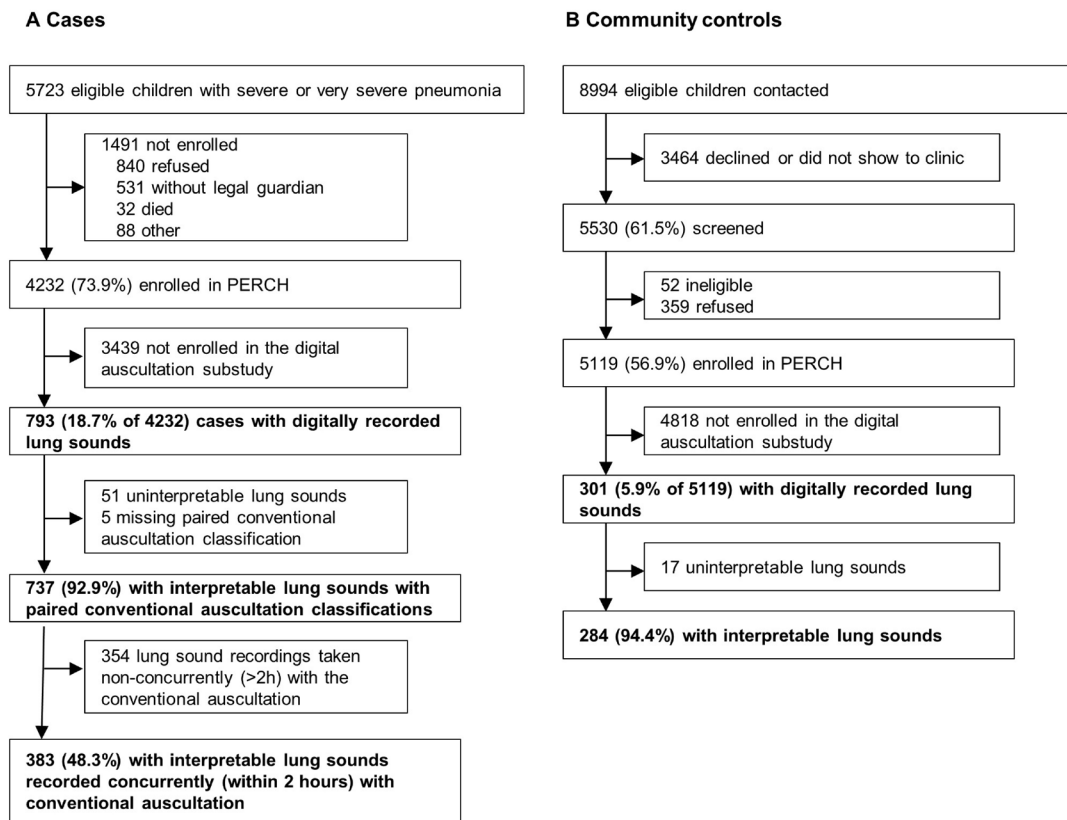 A Cases
5723 eligible children with severe or very severe pneumonia
1491 not enrolled
840 refused
531 without legal guardian
32 died
88 other
4232 (73.9%) enrolled in PERCH
3439 not enrolled in the digital
auscultation substudy
793 (18.7% of 4232) cases with digitally recorded
lung sounds
51 uninterpretable lung sounds
5 missing paired conventional
auscultation classification
737 (92.9%) with interpretable lung sounds with
paired conventional auscultation classifications
354 lung sound recordings taken
non-concurrently (>2h) with the
conventional auscultation
383 (48.3%) with interpretable lung sounds
recorded concurrently (within 2 hours) with
conventional auscultation
B Community controls
8994 eligible children contacted
3464 declined or did not show to clinic
5530 (61.5%) screened
52 ineligible
359 refused
5119 (56.9%) enrolled in PERCH
4818 not enrolled in the digital
auscultation substudy
301 (5.9% of 5119) with digitally recorded lung
sounds
17 uninterpretable lung sounds
284 (94.4%) with interpretable lung sounds